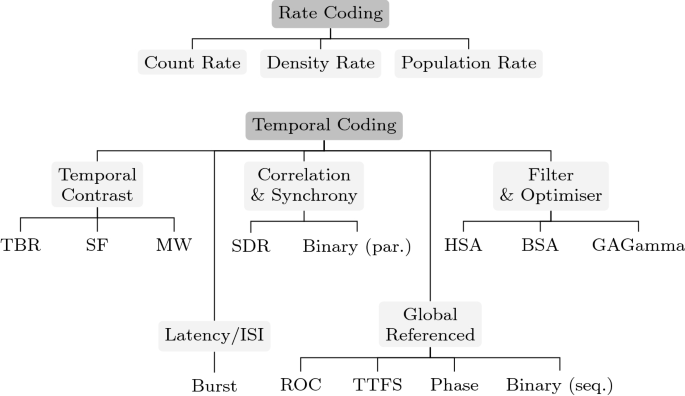 Rate Coding
Count Rate
Density Rate
Population Rate
Temporal Coding
Temporal
Contrast
Correlation
& Synchrony
Filter
& Optimiser
TBR
SF
MW
SDR
Binary (par.)
HSA
BSA
GAGamma
Latency/ISI
Global
Referenced
Burst
ROC
TTFS
Phase
Binary (seq.)